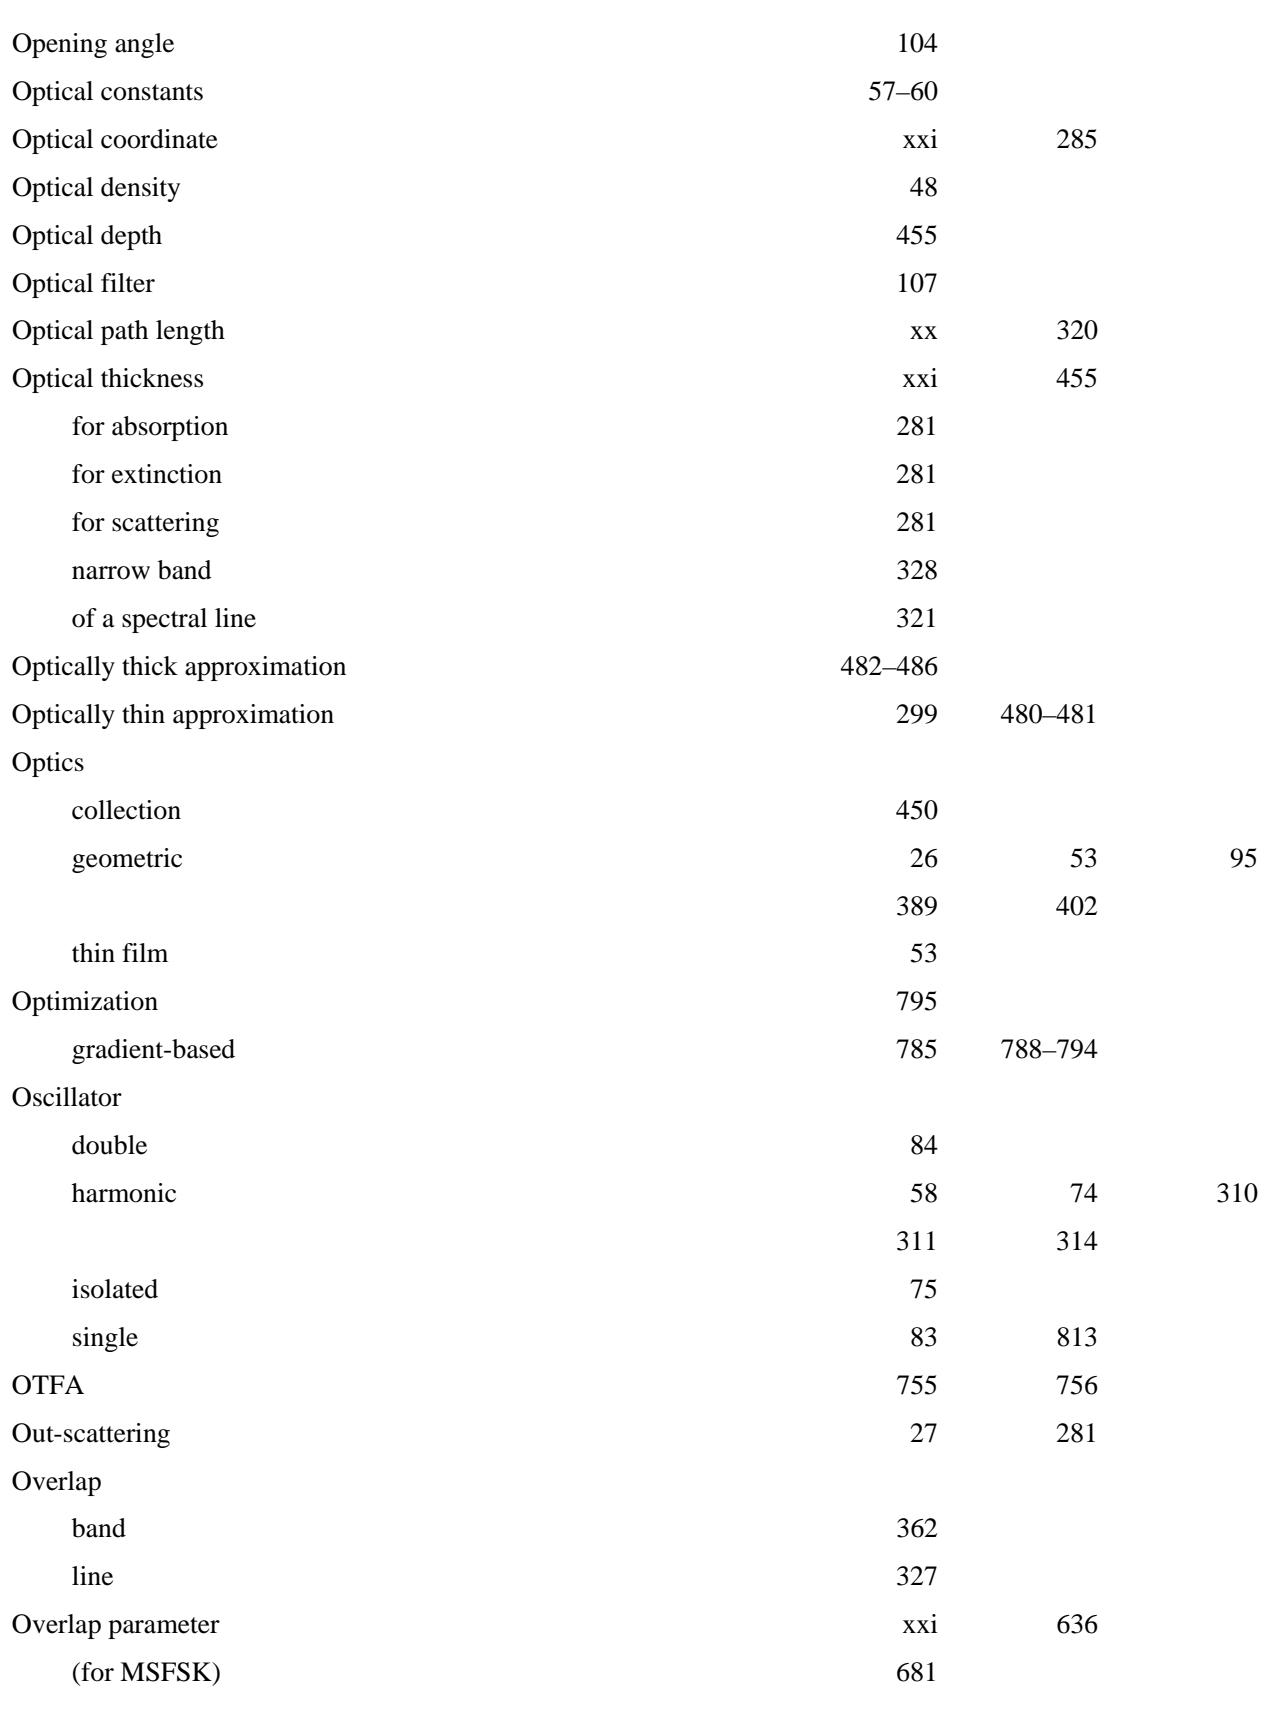 Opening angle 104
Optical constants 57–60
Optical coordinate xxi 285
Optical density 48
Optical depth 455
Optical filter 107
Optical path length xx 320
Optical thickness xxi 455
for absorption 281
for extinction 281
for scattering 281
narrow band 328
of a spectral line 321
Optically thick approximation 482–486
Optically thin approximation 299 480–481
Optics
collection 450
geometric 26 53 95
389 402
thin film 53
Optimization 795
gradient-based 785 788–794
Oscillator
double 84
harmonic 58 74 310
311 314
isolated 75
single 83 813
OTFA 755 756
Out-scattering 27 281
Overlap
band 362
line 327
Overlap parameter xxi 636
(for MSFSK) 681